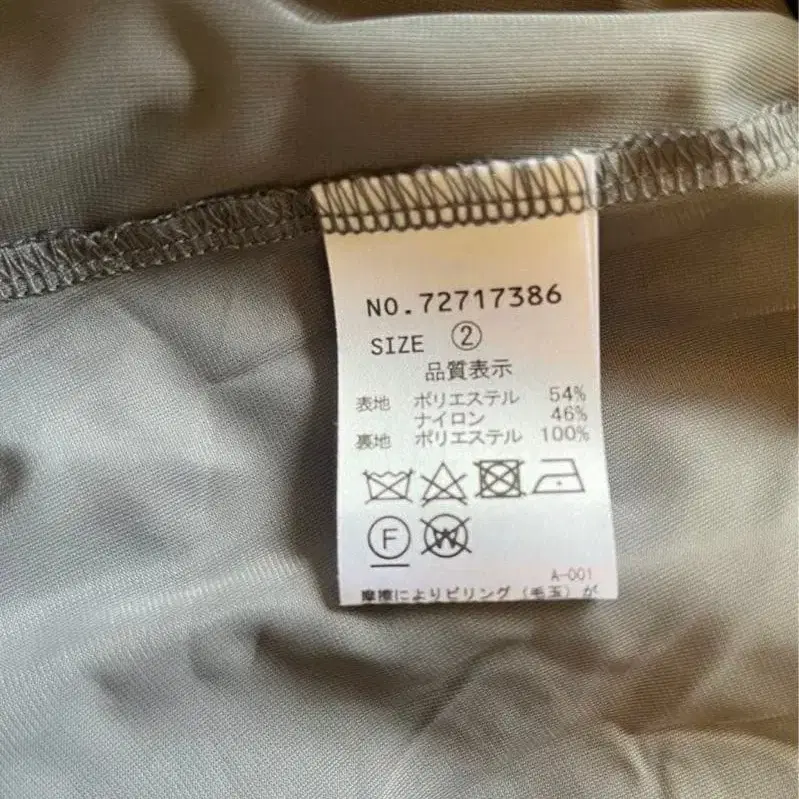 NO.72717386
SIZE ②
品質表示
表地 ポリエステル 54%
ナイロン 46%
裏地 ポリエステル 100%
F W
A-001
摩擦によりピリング(毛玉)が